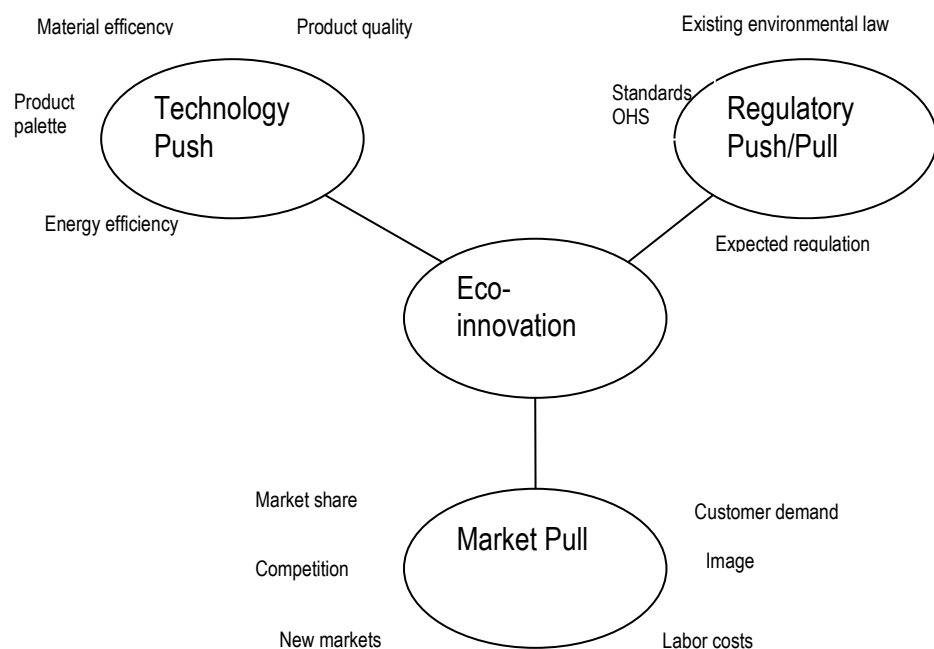 Material efficency
Product quality
Existing environmental law
Product
palette
Technology
Push
Standards
OHS
Regulatory
Push/Pull
Energy efficiency
Expected regulation
Eco-
innovation
Market share
Customer demand
Market Pull
Competition
Image
New markets
Labor costs